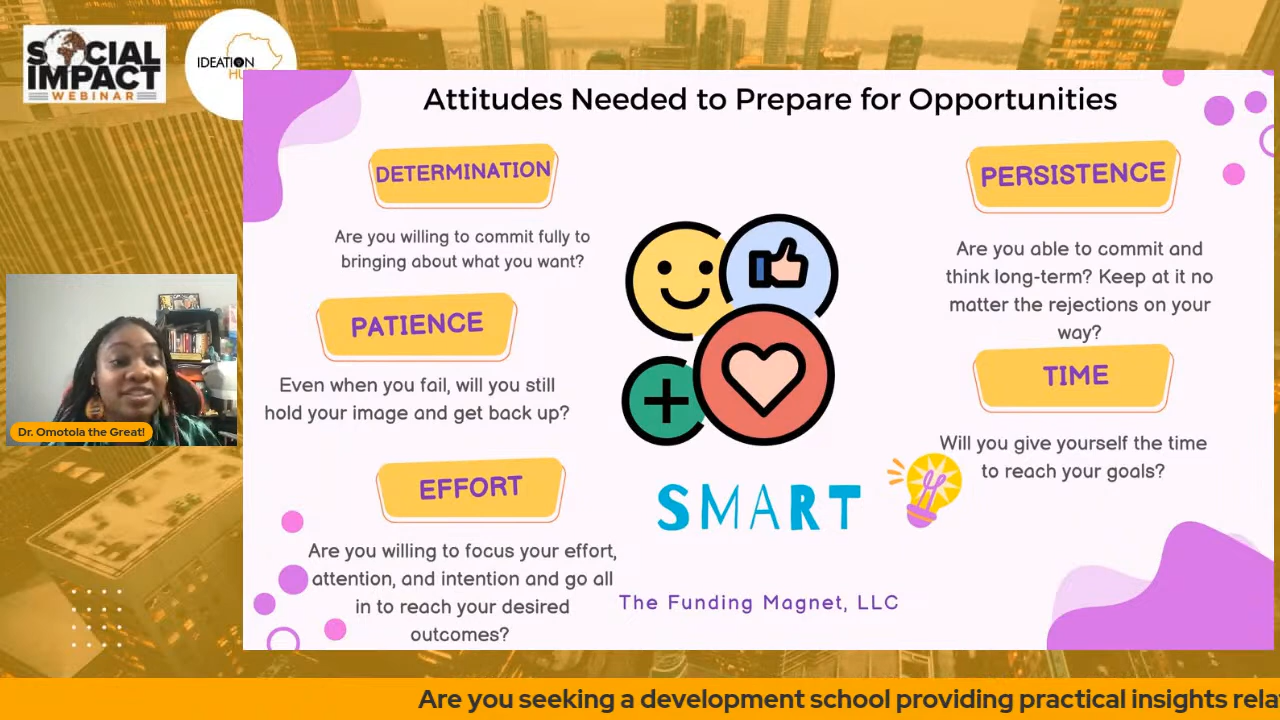 SOCIAL
IMPACT
WEBINAR
IDEATION
HU
Attitudes Needed to Prepare for Opportunities
DETERMINATION
Are you willing to commit fully to
bringing about what you want?
PATIENCE
Even when you fail, will you still
hold your image and get back up?
EFFORT
Are you willing to focus your effort,
attention, and intention and go all
in to reach your desired
outcomes?
PERSISTENCE
Are you able to commit and
think long-term? Keep at it no
matter the rejections on your
way?
TIME
Will you give yourself the time
to reach your goals?
SMART
The Funding Magnet, LLC
Dr. Omotola the Great!
Are you seeking a development school providing practical insights rela